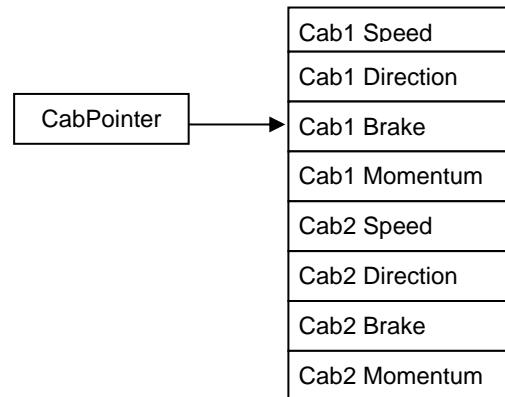 Cab1 Speed
Cab1 Direction
CabPointer
Cab1 Brake
Cab1 Momentum
Cab2 Speed
Cab2 Direction
Cab2 Brake
Cab2 Momentum